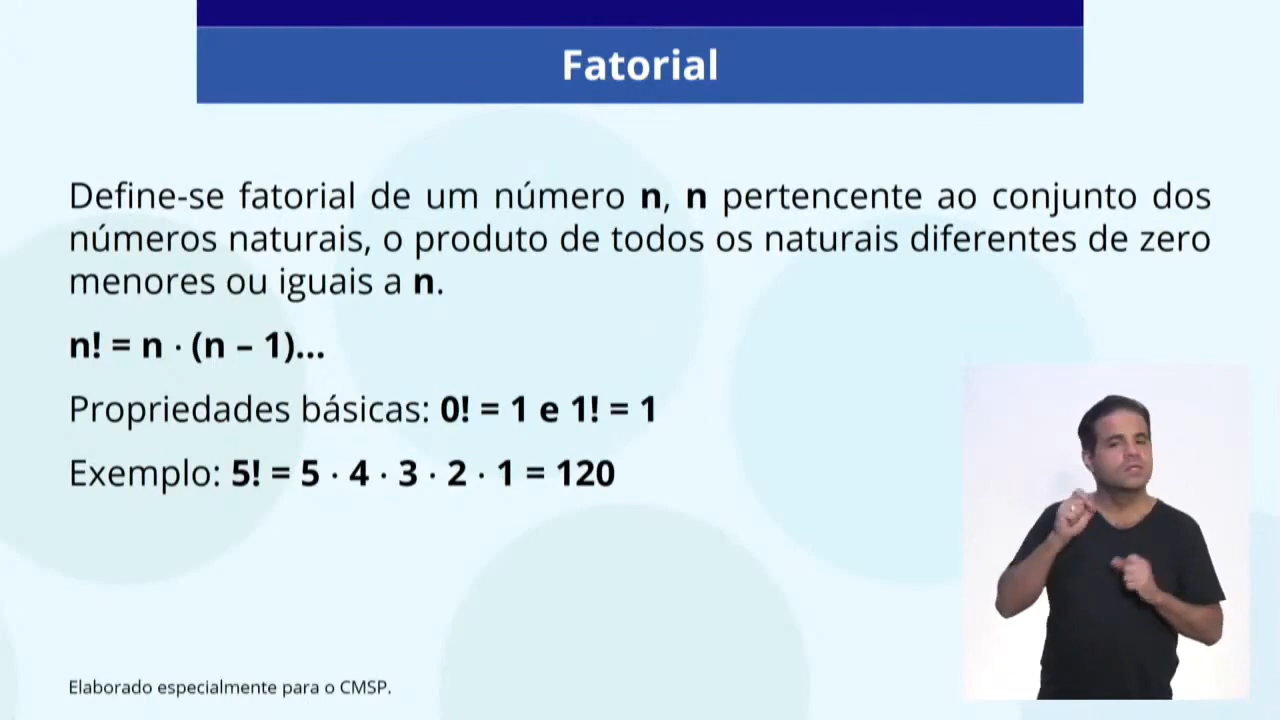 Fatorial
Define-se fatorial de um número n, n pertencente ao conjunto dos
números naturais, o produto de todos os naturais diferentes de zero
menores ou iguais a n.
n! = n · (n – 1)...
Propriedades básicas: 0! = 1 e 1! = 1
Exemplo: 5! = 5 · 4 · 3 · 2 · 1 = 120
Elaborado especialmente para o CMSP.